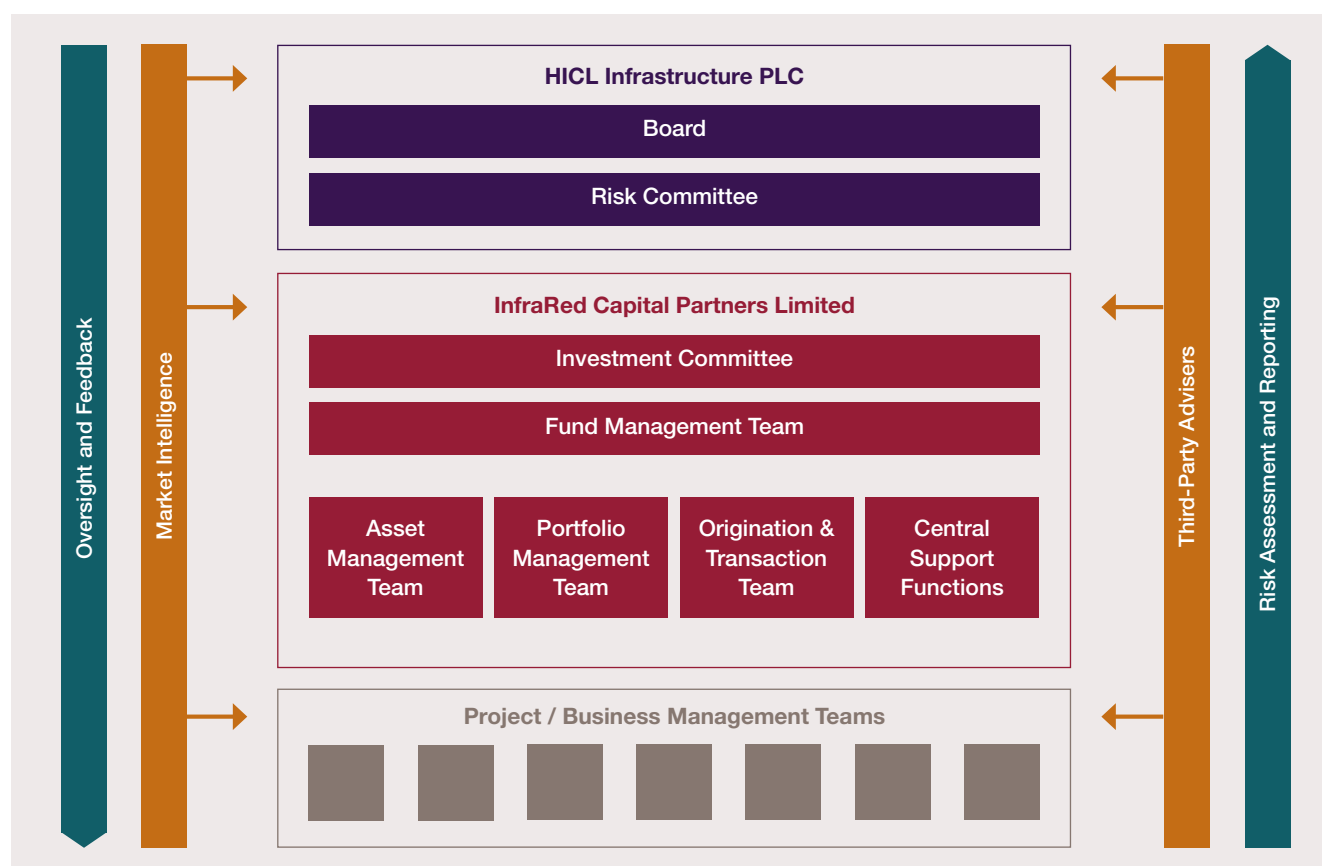 HICL Infrastructure PLC
Board
Risk Committee
InfraRed Capital Partners Limited
Investment Committee
Fund Management Team
Asset
Management
Team
Portfolio
Management
Team
Origination &
Transaction
Team
Central
Support
Functions
Project / Business Management Teams
Oversight and Feedback
Market Intelligence
Third-Party Advisers
Risk Assessment and Reporting